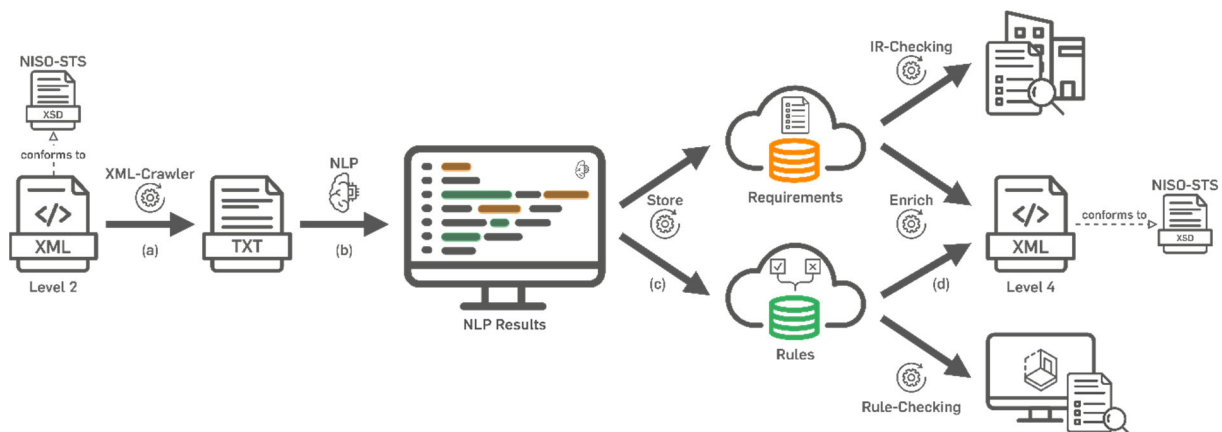 NISO-STS
XSD
conforms to
XML-Crawler
</>
XML
(a)
Level 2
TXT
NLP
(b)
NLP Results
Store
(c)
Requirements
Rules
IR-Checking
Enrich
(d)
Rule-Checking
</>
XML
Level 4
conforms to
NISO-STS
XSD